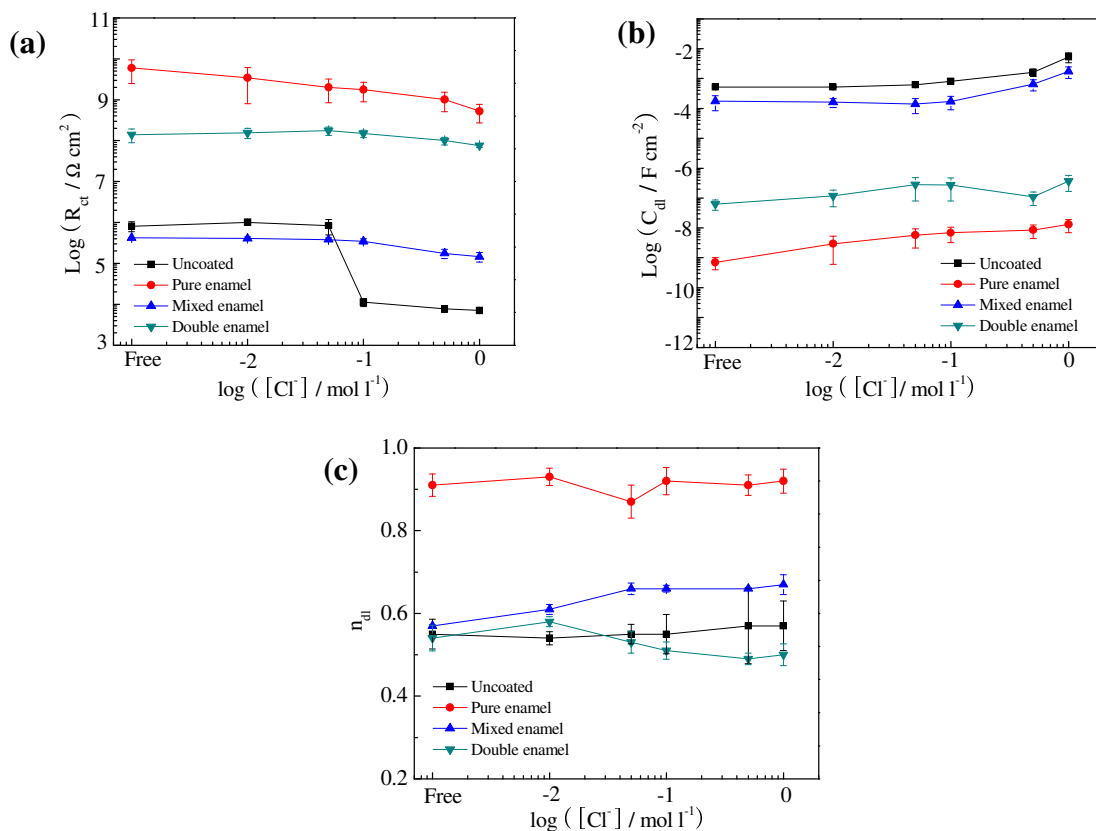 (a)
11
9
7
5
3
Log ( R_ct / Ω cm² )
Uncoated
Pure enamel
Mixed enamel
Double enamel
Free -2 -1 0
log ( [Cl⁻] / mol l⁻¹ )
(b)
-2
-4
-6
-8
-10
-12
Log ( C_dl / F cm⁻² )
Uncoated
Pure enamel
Mixed enamel
Double enamel
Free -2 -1 0
log ( [Cl⁻] / mol l⁻¹ )
(c)
1.0
0.8
0.6
0.4
0.2
n_dl
Uncoated
Pure enamel
Mixed enamel
Double enamel
Free -2 -1 0
log ( [Cl⁻] / mol l⁻¹ )